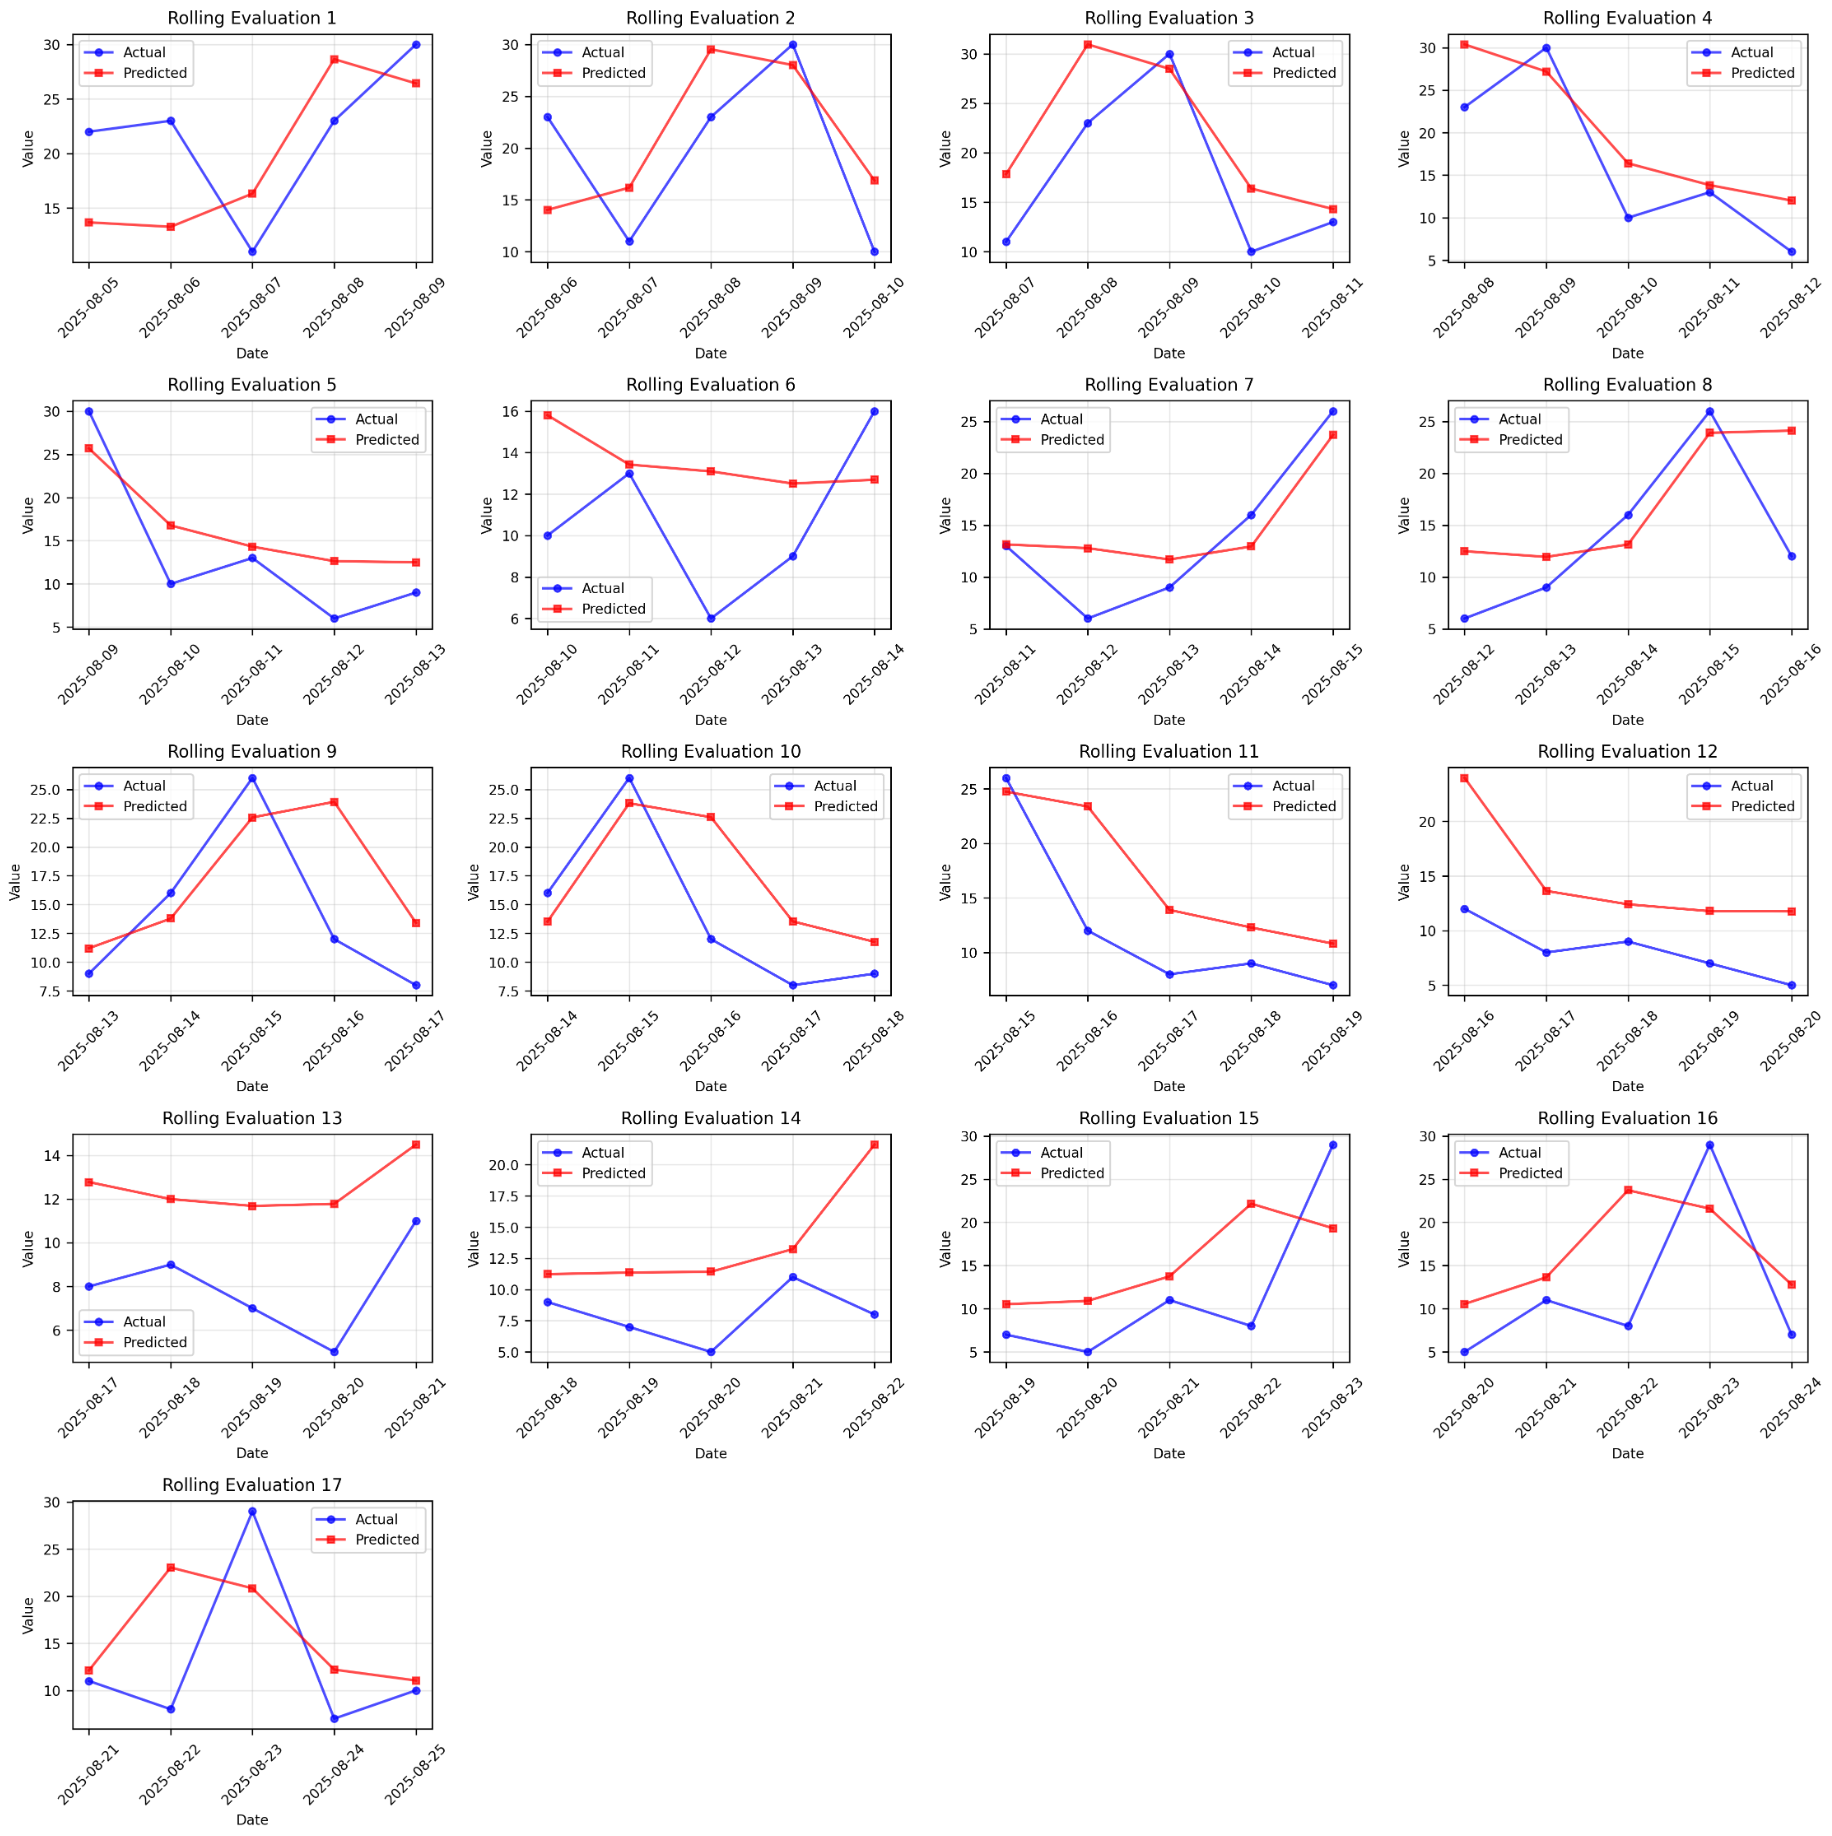 Rolling Evaluation 1
Actual
Predicted
Value
30
25
20
15
2025-08-05
2025-08-06
2025-08-07
2025-08-08
2025-08-09
Date
Rolling Evaluation 2
Actual
Predicted
Value
30
25
20
15
10
2025-08-06
2025-08-07
2025-08-08
2025-08-09
2025-08-10
Date
Rolling Evaluation 3
Actual
Predicted
Value
30
25
20
15
10
2025-08-07
2025-08-08
2025-08-09
2025-08-10
2025-08-11
Date
Rolling Evaluation 4
Actual
Predicted
Value
30
25
20
15
10
5
2025-08-08
2025-08-09
2025-08-10
2025-08-11
2025-08-12
Date
Rolling Evaluation 5
Actual
Predicted
Value
30
25
20
15
10
5
2025-08-09
2025-08-10
2025-08-11
2025-08-12
2025-08-13
Date
Rolling Evaluation 6
Actual
Predicted
Value
16
14
12
10
8
6
2025-08-10
2025-08-11
2025-08-12
2025-08-13
2025-08-14
Date
Rolling Evaluation 7
Actual
Predicted
Value
25
20
15
10
5
2025-08-11
2025-08-12
2025-08-13
2025-08-14
2025-08-15
Date
Rolling Evaluation 8
Actual
Predicted
Value
25
20
15
10
5
2025-08-12
2025-08-13
2025-08-14
2025-08-15
2025-08-16
Date
Rolling Evaluation 9
Actual
Predicted
Value
25.0
22.5
20.0
17.5
15.0
12.5
10.0
7.5
2025-08-13
2025-08-14
2025-08-15
2025-08-16
2025-08-17
Date
Rolling Evaluation 10
Actual
Predicted
Value
25.0
22.5
20.0
17.5
15.0
12.5
10.0
7.5
2025-08-14
2025-08-15
2025-08-16
2025-08-17
2025-08-18
Date
Rolling Evaluation 11
Actual
Predicted
Value
25
20
15
10
2025-08-15
2025-08-16
2025-08-17
2025-08-18
2025-08-19
Date
Rolling Evaluation 12
Actual
Predicted
Value
20
15
10
5
2025-08-16
2025-08-17
2025-08-18
2025-08-19
2025-08-20
Date
Rolling Evaluation 13
Actual
Predicted
Value
14
12
10
8
6
2025-08-17
2025-08-18
2025-08-19
2025-08-20
2025-08-21
Date
Rolling Evaluation 14
Actual
Predicted
Value
20.0
17.5
15.0
12.5
10.0
7.5
5.0
2025-08-18
2025-08-19
2025-08-20
2025-08-21
2025-08-22
Date
Rolling Evaluation 15
Actual
Predicted
Value
30
25
20
15
10
5
2025-08-19
2025-08-20
2025-08-21
2025-08-22
2025-08-23
Date
Rolling Evaluation 16
Actual
Predicted
Value
30
25
20
15
10
5
2025-08-20
2025-08-21
2025-08-22
2025-08-23
2025-08-24
Date
Rolling Evaluation 17
Actual
Predicted
Value
30
25
20
15
10
2025-08-21
2025-08-22
2025-08-23
2025-08-24
2025-08-25
Date